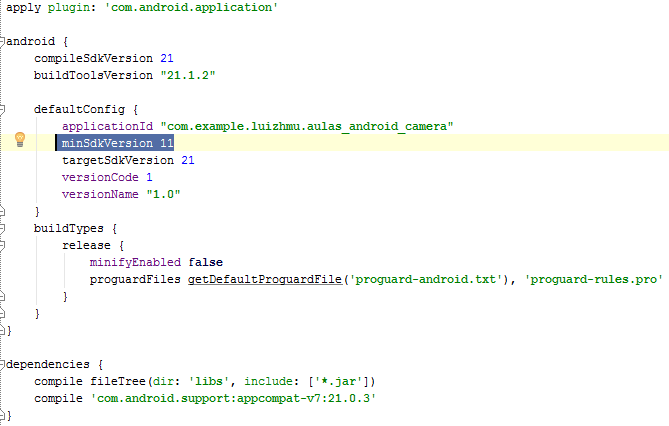 apply plugin: 'com.android.application'
android {
compileSdkVersion 21
buildToolsVersion "21.1.2"
defaultConfig {
applicationId "com.example.luizhmu.aulas_android_camera"
minSdkVersion 11
targetSdkVersion 21
versionCode 1
versionName "1.0"
}
buildTypes {
release {
minifyEnabled false
proguardFiles getDefaultProguardFile('proguard-android.txt'), 'proguard-rules.pro'
}
}
}
dependencies {
compile fileTree(dir: 'libs', include: ['*.jar'])
compile 'com.android.support:appcompat-v7:21.0.3'
}